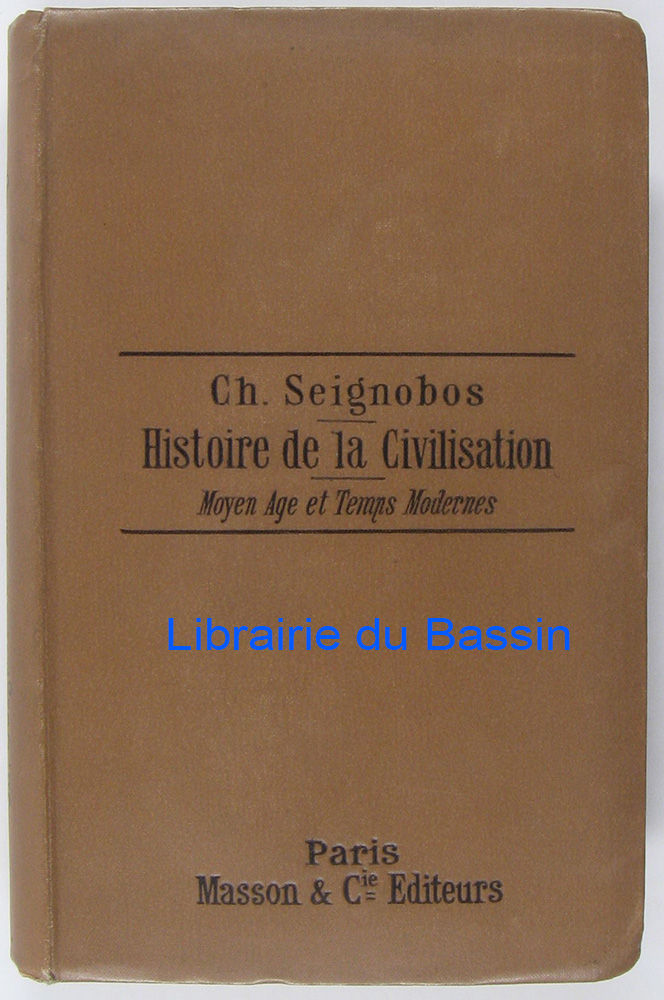 Ch. Seignobos
Histoire de la Civilisation
Moyen Age et Temps Modernes
Librairie du Bassin
Paris
Masson & Cie Editeurs